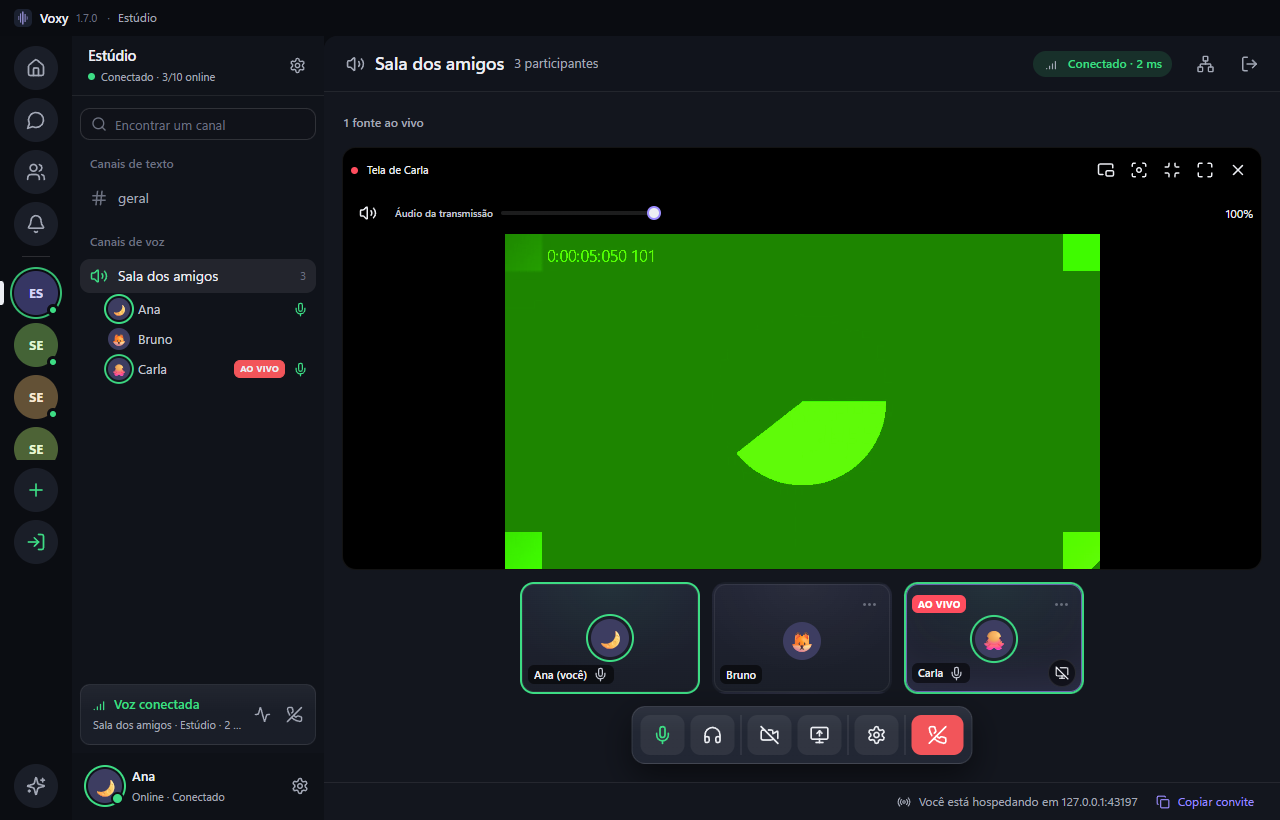 Voxy 1.7.0 · Estúdio
Estúdio
Conectado · 3/10 online
Encontrar um canal
Canais de texto
# geral
Canais de voz
Sala dos amigos 3
Ana
Bruno
Carla AO VIVO
ES
SE
SE
SE
Voz conectada
Sala dos amigos · Estúdio · 2 ...
Ana
Online · Conectado
Sala dos amigos 3 participantes
Conectado · 2 ms
1 fonte ao vivo
Tela de Carla
Áudio da transmissão 100%
0:00:05:050 101
Ana (você)
Bruno
AO VIVO
Carla
Você está hospedando em 127.0.0.1:43197 Copiar convite